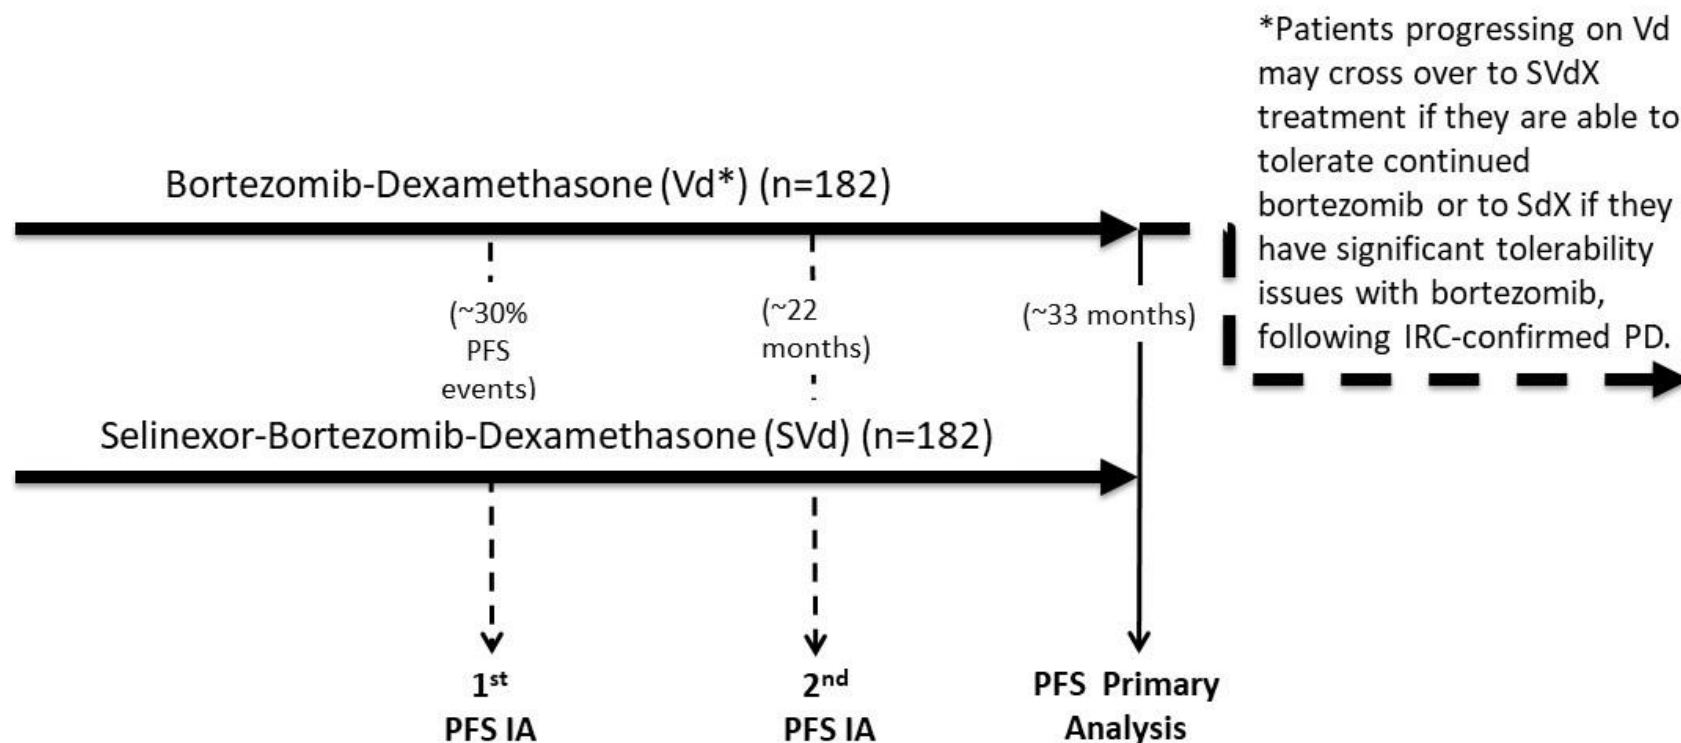 *Patients progressing on Vd
may cross over to SVdX
treatment if they are able to
tolerate continued
bortezomib or to SdX if they
have significant tolerability
issues with bortezomib,
following IRC-confirmed PD.
Bortezomib-Dexamethasone (Vd*) (n=182)
(~30%
PFS
events)
(~22
months)
(~33 months)
Selinexor-Bortezomib-Dexamethasone (SVd) (n=182)
1st
PFS IA
2nd
PFS IA
PFS Primary
Analysis